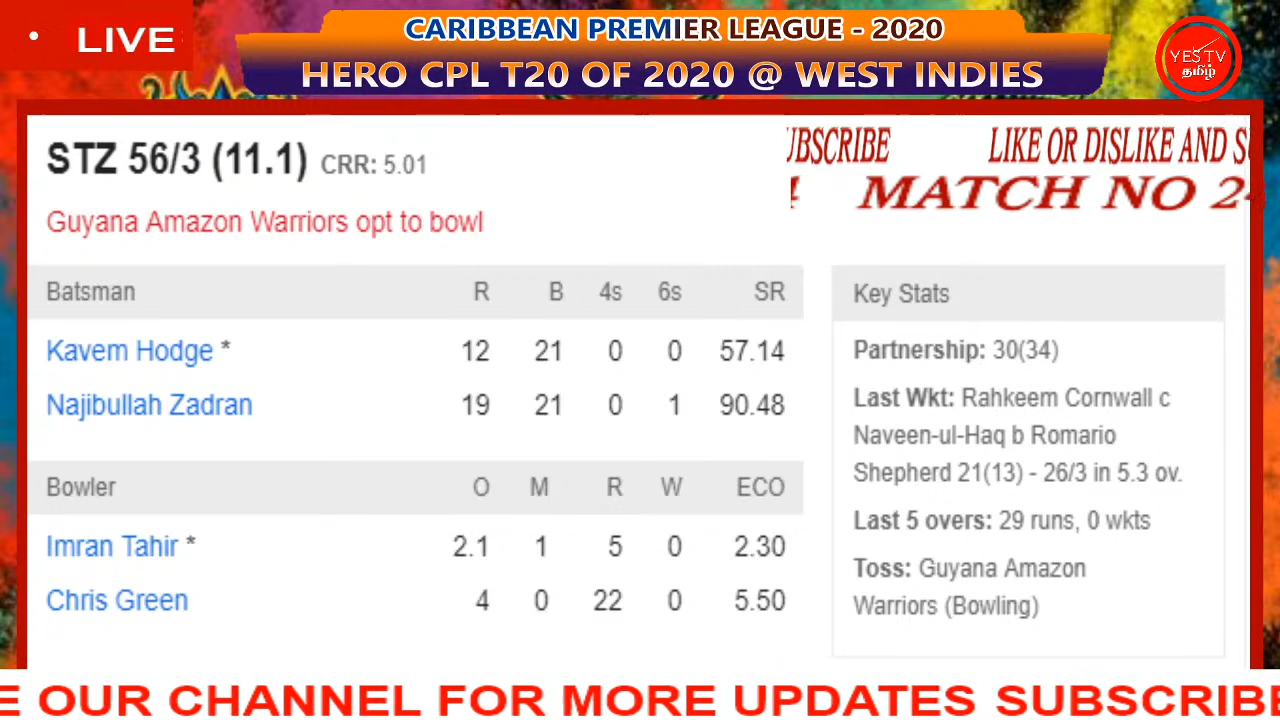 LIVE
CARIBBEAN PREMIER LEAGUE - 2020
HERO CPL T20 OF 2020 @ WEST INDIES
YES TV
தமிழ்
STZ 56/3 (11.1) CRR: 5.01
UBSCRIBE LIKE OR DISLIKE AND SU
4 MATCH NO 24
Guyana Amazon Warriors opt to bowl
Batsman R B 4s 6s SR
Kavem Hodge * 12 21 0 0 57.14
Najibullah Zadran 19 21 0 1 90.48
Bowler O M R W ECO
Imran Tahir * 2.1 1 5 0 2.30
Chris Green 4 0 22 0 5.50
Key Stats
Partnership: 30(34)
Last Wkt: Rahkeem Cornwall c
Naveen-ul-Haq b Romario
Shepherd 21(13) - 26/3 in 5.3 ov.
Last 5 overs: 29 runs, 0 wkts
Toss: Guyana Amazon
Warriors (Bowling)
E OUR CHANNEL FOR MORE UPDATES SUBSCRIBE